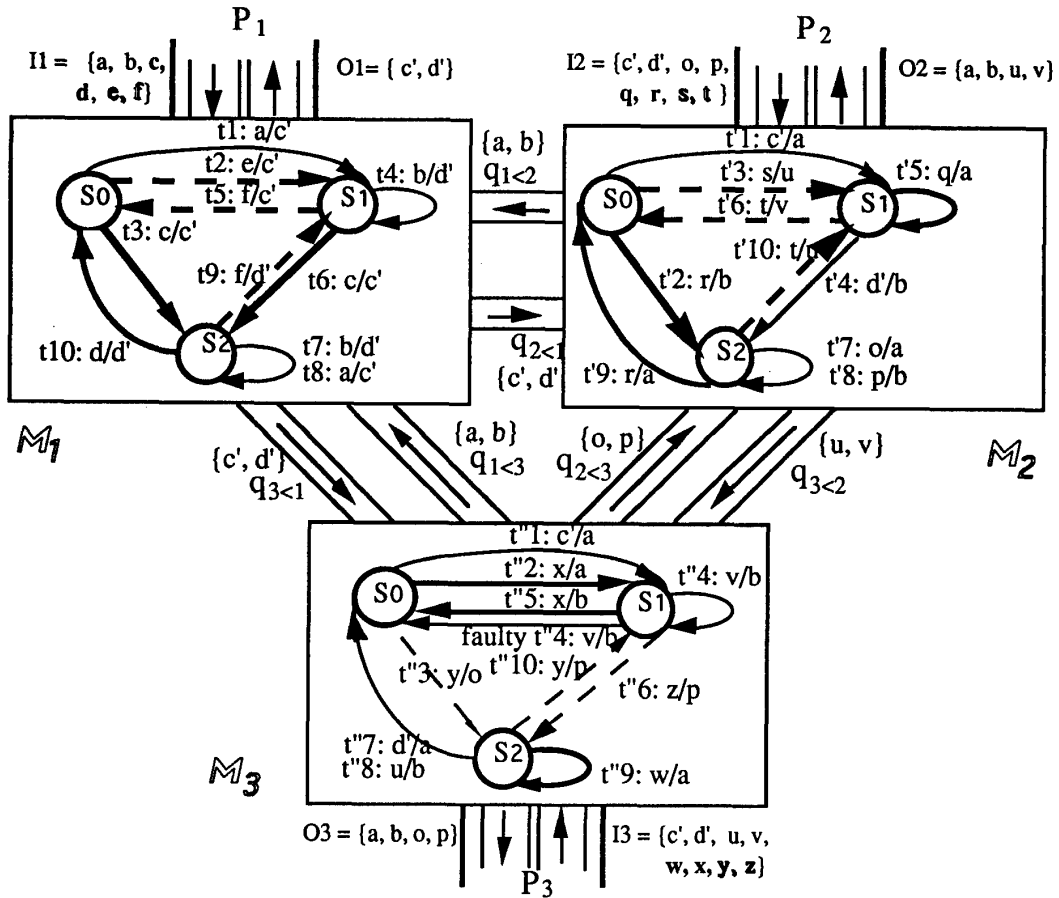 P1
P2
I1 = {a, b, c, d, e, f}
O1= { c', d'}
I2 = {c', d', o, p, q, r, s, t }
O2 = {a, b, u, v}
t1: a/c'
t2: e/c'
t5: f/c'
t4: b/d'
S0
S1
t3: c/c'
t9: f/d'
t6: c/c'
S2
t10: d/d'
t7: b/d'
t8: a/c'
{a, b}
q1<2
q2<1
{c', d'
t'1: c'/a
t'3: s/u
t'6: t/v
t'5: q/a
S0
S1
t'10: t/u
t'2: r/b
t'4: d'/b
S2
t'9: r/a
t'7: o/a
t'8: p/b
M1
M2
{c', d'}
q3<1
{a, b}
q1<3
{o, p}
q2<3
{u, v}
q3<2
t"1: c'/a
t"2: x/a
t"5: x/b
t"4: v/b
S0
S1
faulty t"4: v/b
t"3: y/o
t"10: y/p
t"6: z/p
S2
t"7: d'/a
t"8: u/b
t"9: w/a
M3
O3 = {a, b, o, p}
I3 = {c', d', u, v, w, x, y, z}
P3